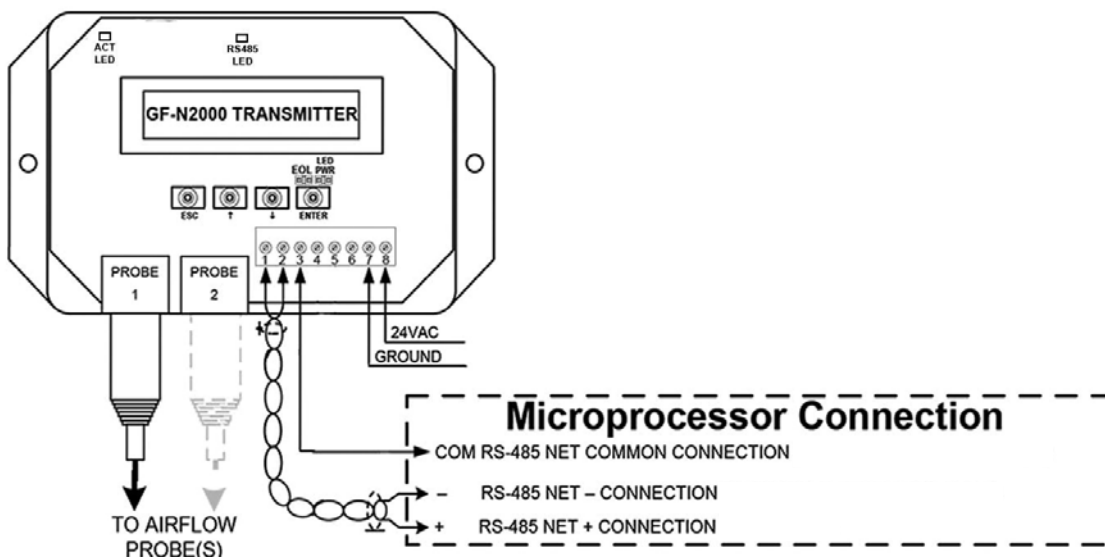 ACT
LED
RS485
LED
GF-N2000 TRANSMITTER
LED
EOL PWR
ESC
↑
↓
ENTER
1 2 3 4 5 6 7 8
PROBE
1
PROBE
2
24VAC
GROUND
Microprocessor Connection
COM RS-485 NET COMMON CONNECTION
– RS-485 NET – CONNECTION
+ RS-485 NET + CONNECTION
TO AIRFLOW
PROBE(S)